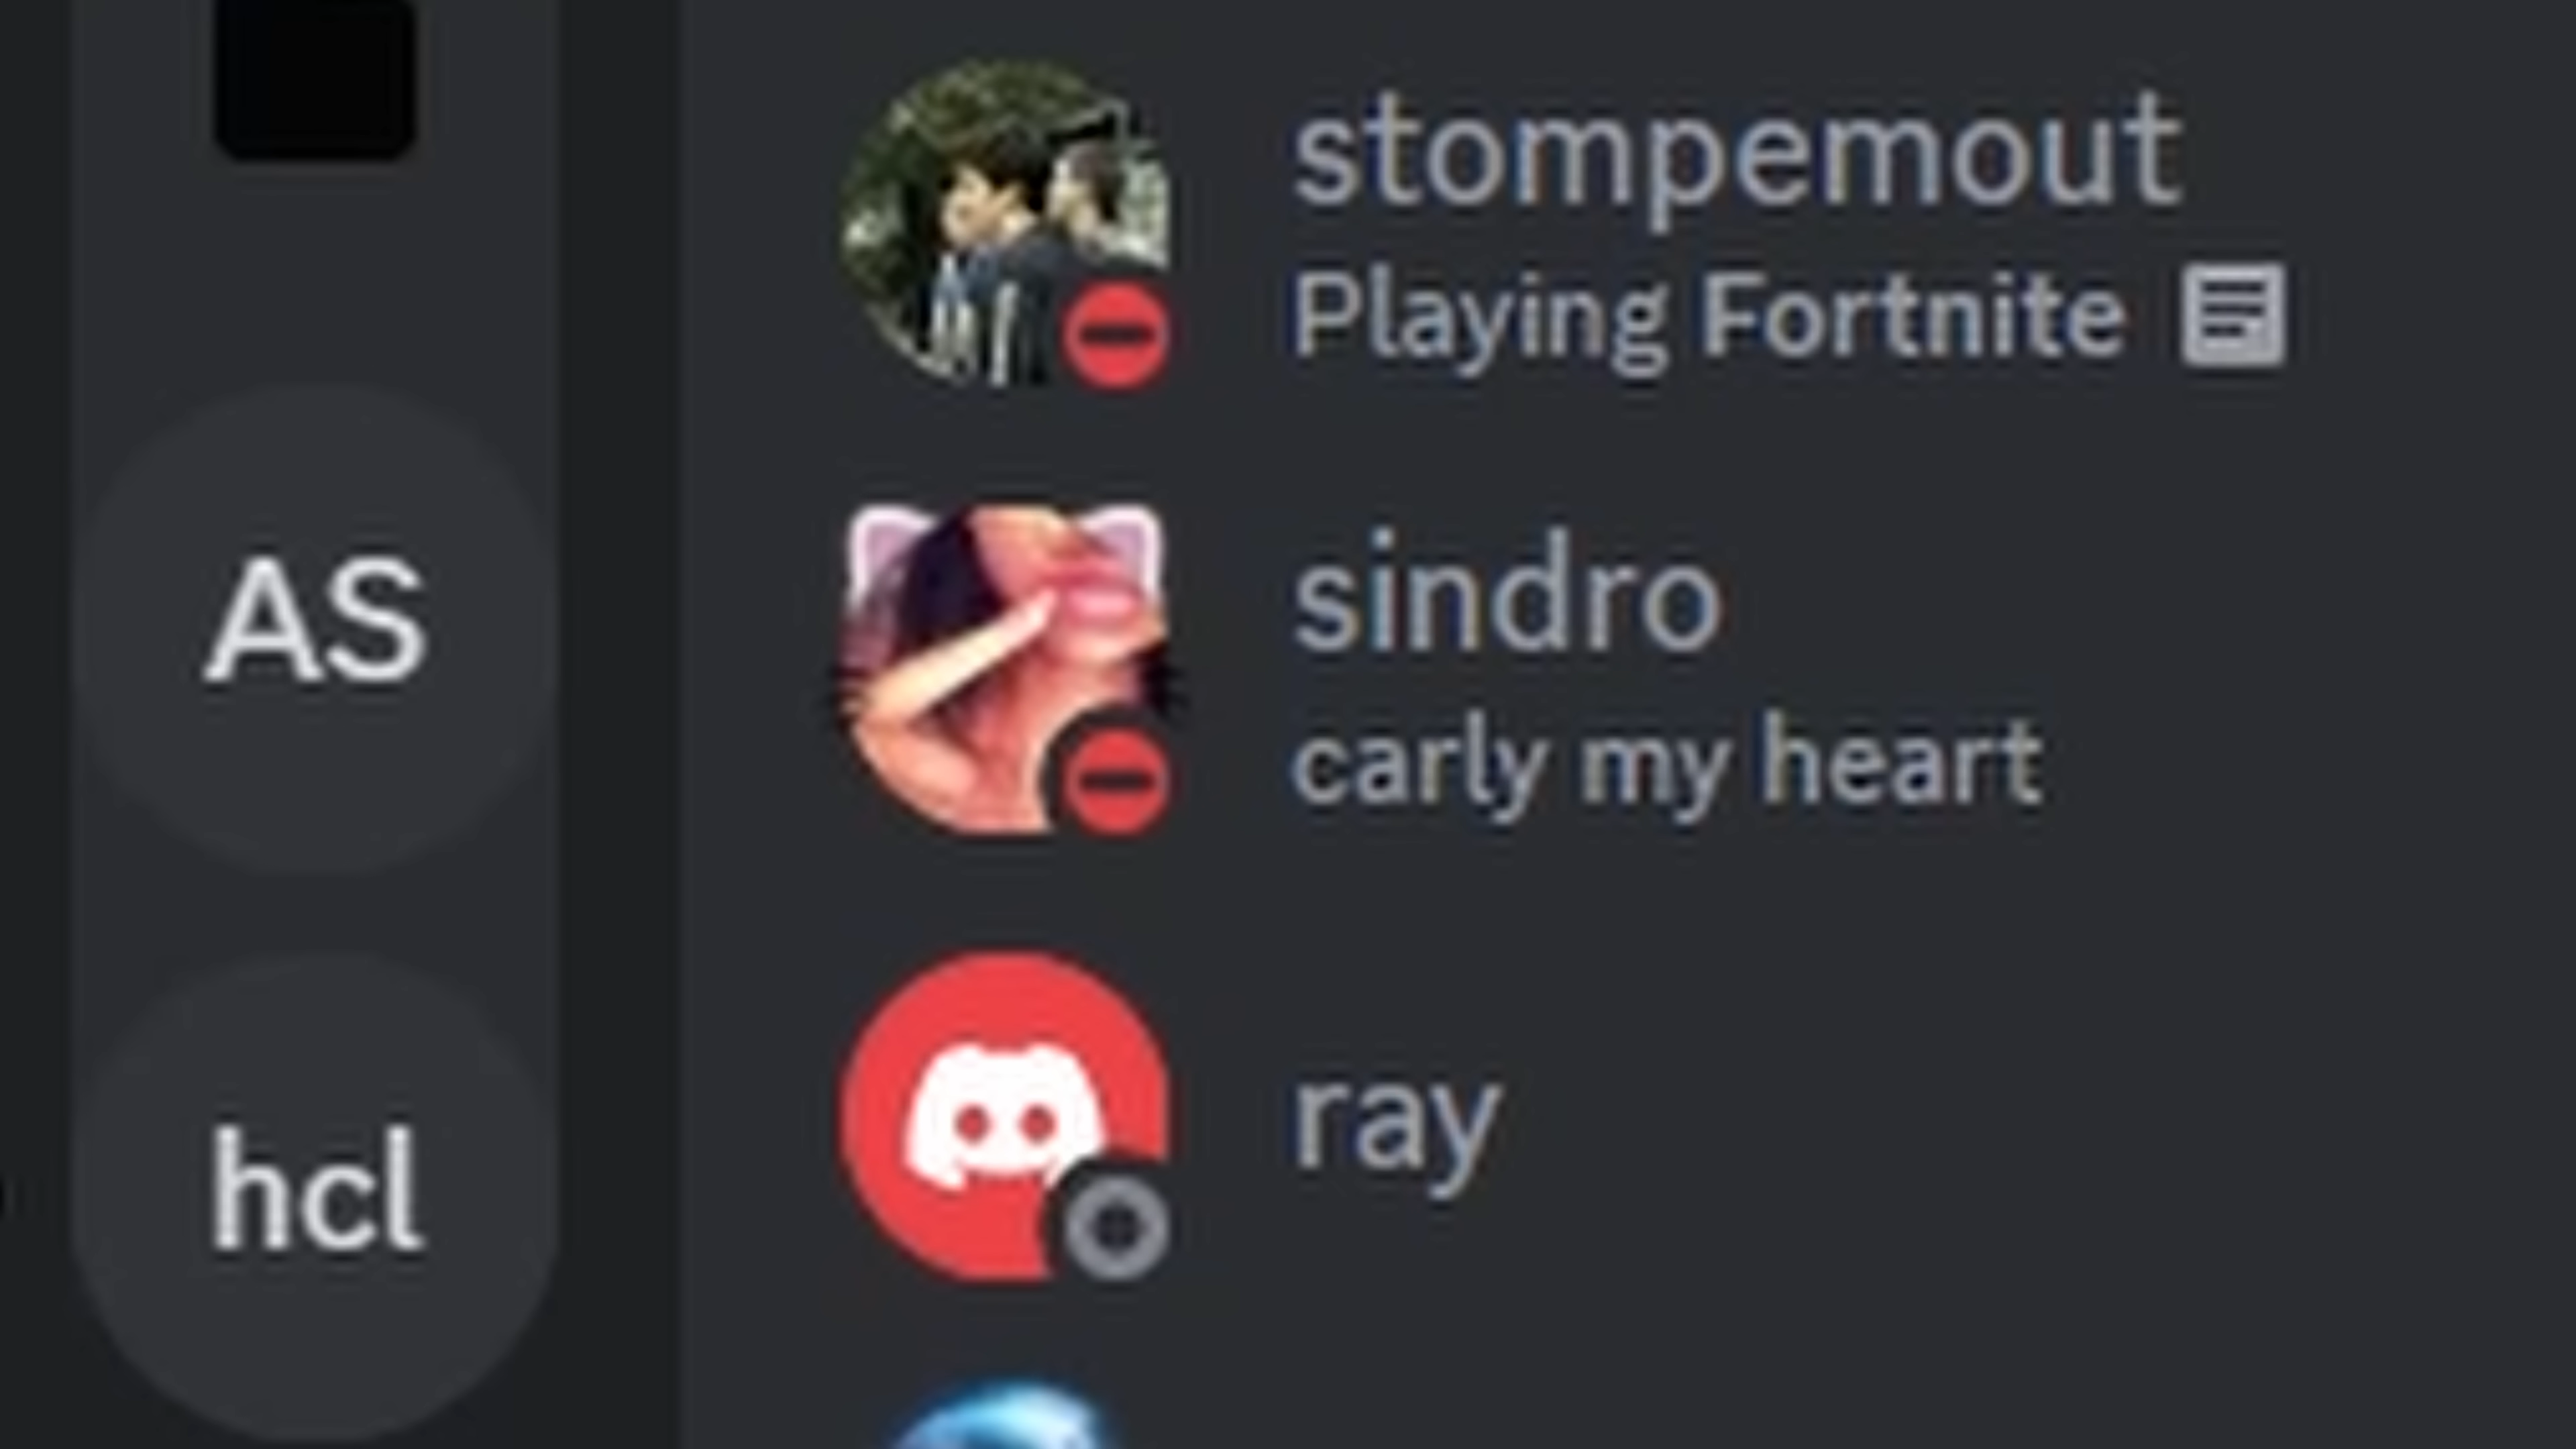 stompemout
Playing Fortnite
AS
sindro
carly my heart
hcl
ray